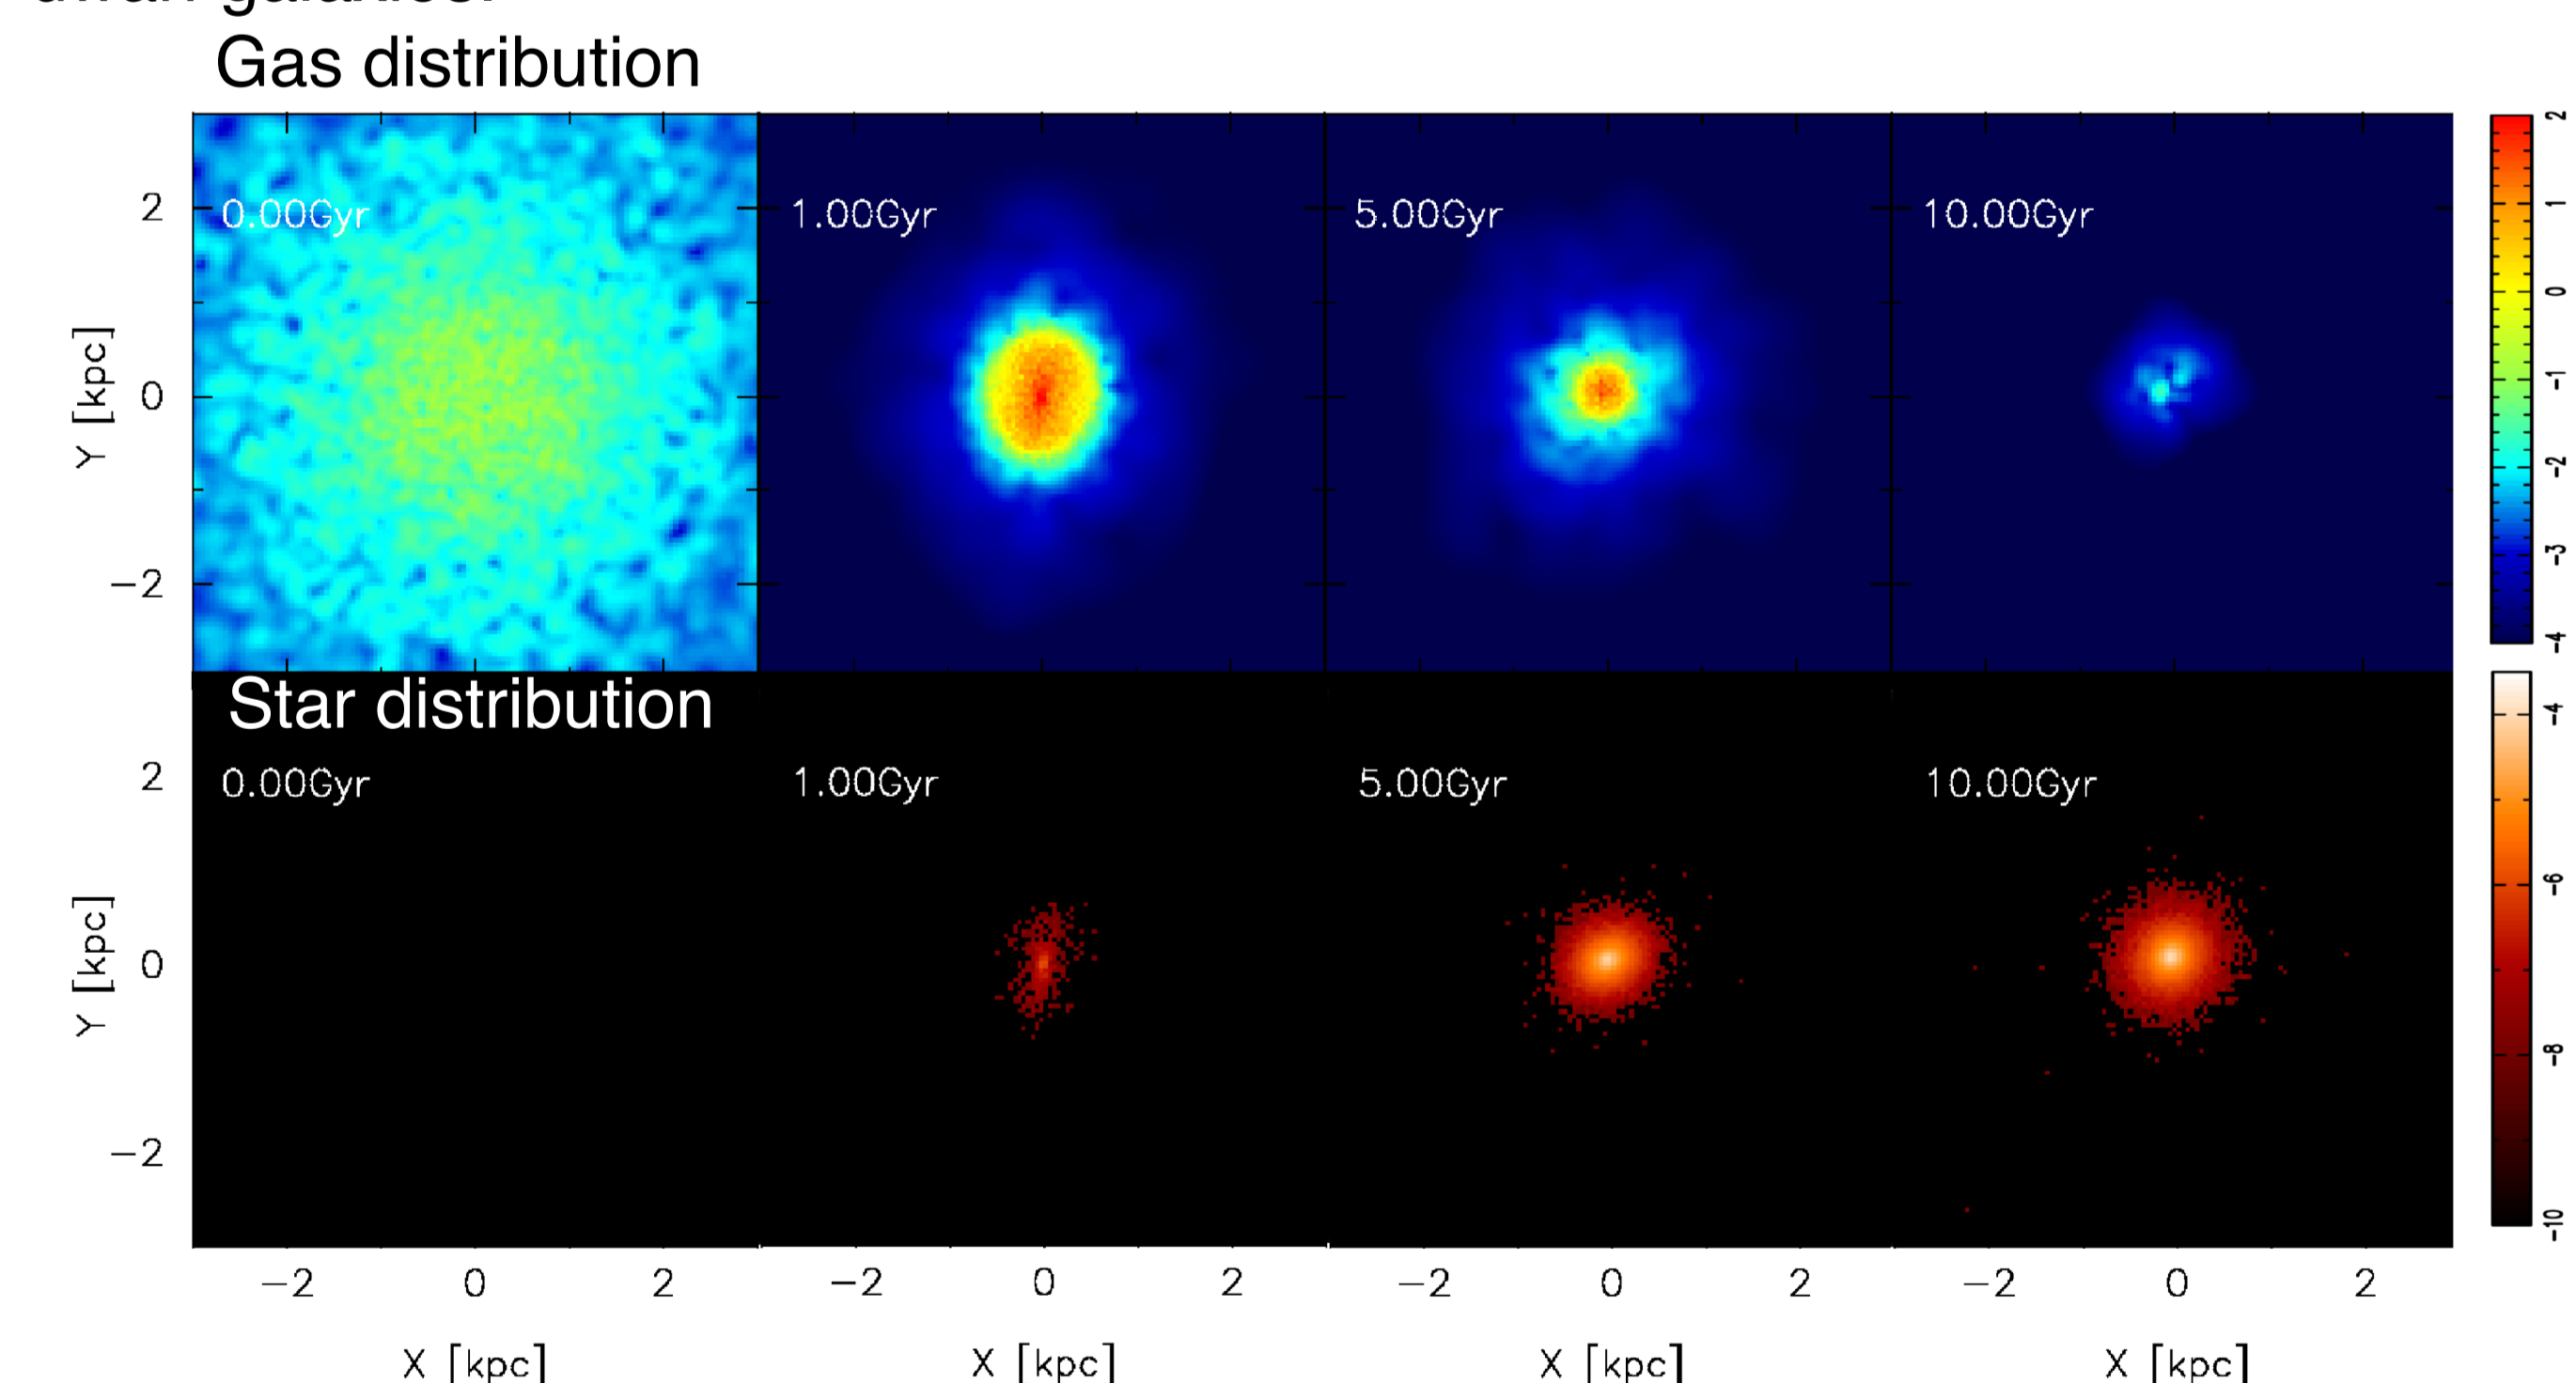 dwarf galaxies.
Gas distribution
0.00Gyr 1.00Gyr 5.00Gyr 10.00Gyr
2
0
−2
Y [kpc]
2
1
0
−1
−2
−3
−4
Star distribution
0.00Gyr 1.00Gyr 5.00Gyr 10.00Gyr
2
0
−2
Y [kpc]
−4
−6
−8
−10
−2 0 2 −2 0 2 −2 0 2 −2 0 2
X [kpc] X [kpc] X [kpc] X [kpc]